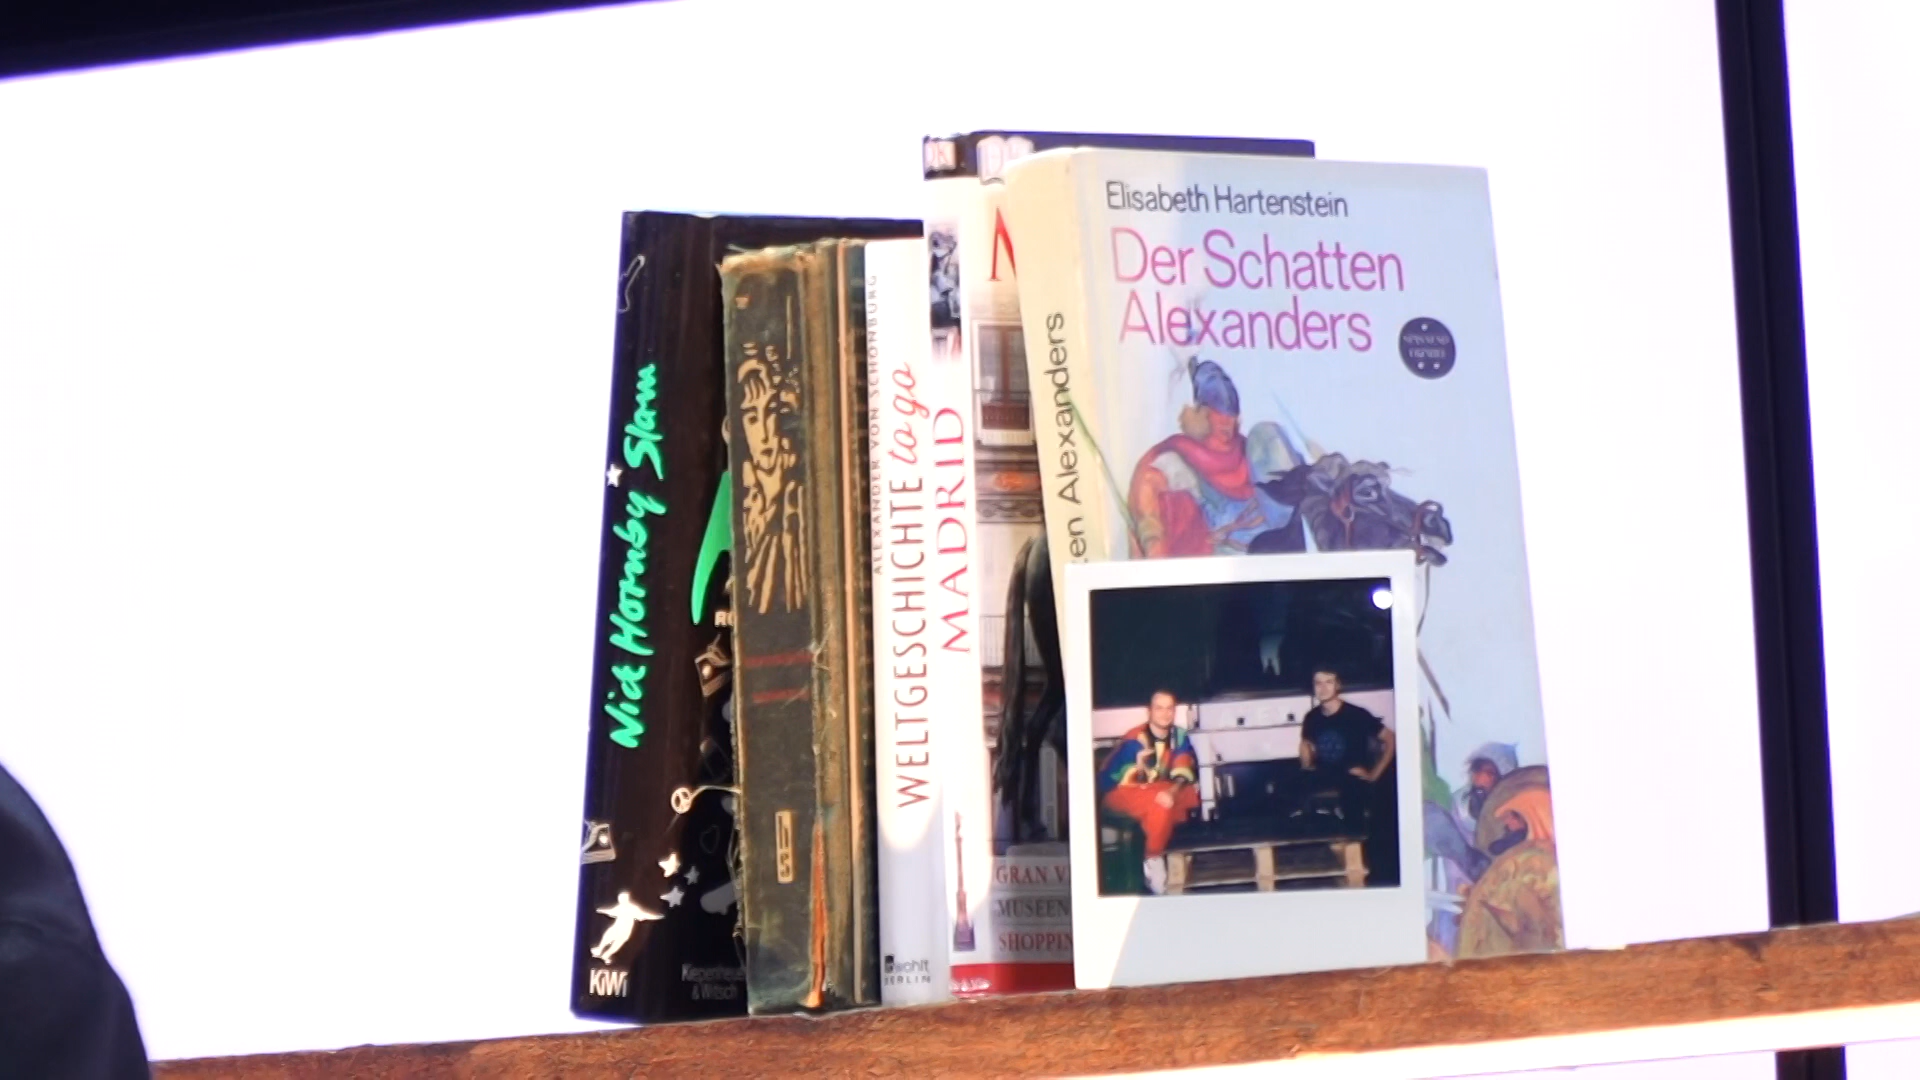 Nick Hornby Slam
KiWi
Kiepenheuer
& Witsch
ALEXANDER VON SCHÖNBURG
WELTGESCHICHTE to go
BERLIN
DK
MADRID
GRAN V
MUSEEN
SHOPPIN
en Alexanders
Elisabeth Hartenstein
Der Schatten
Alexanders